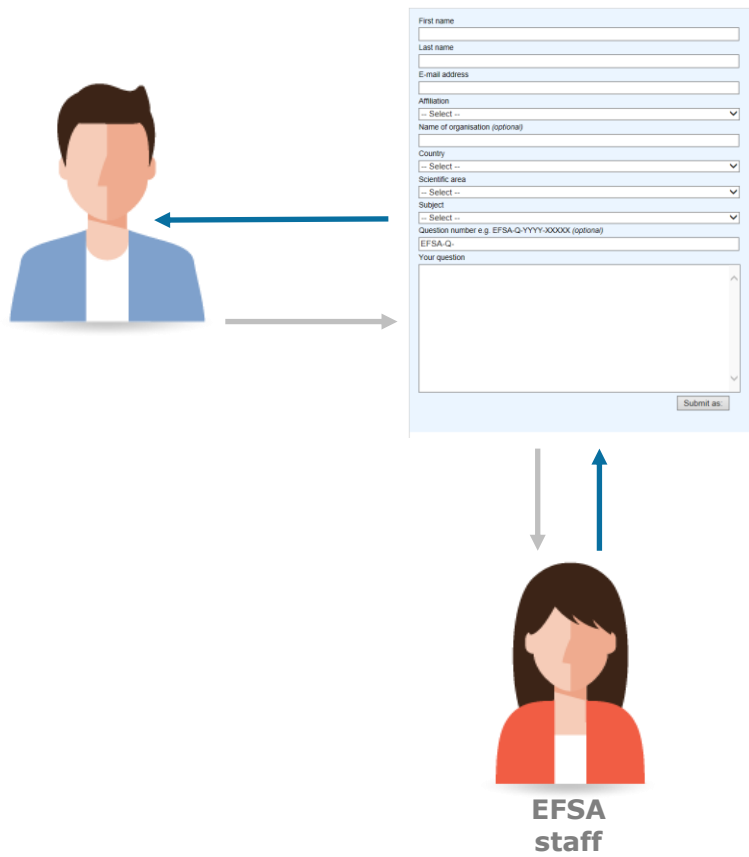 First name
Last name
E-mail address
Affiliation
-- Select --
Name of organisation (optional)
Country
-- Select --
Scientific area
-- Select --
Subject
-- Select --
Question number e.g. EFSA-Q-YYYY-XXXXX (optional)
EFSA-Q-
Your question
Submit as:
EFSA
staff